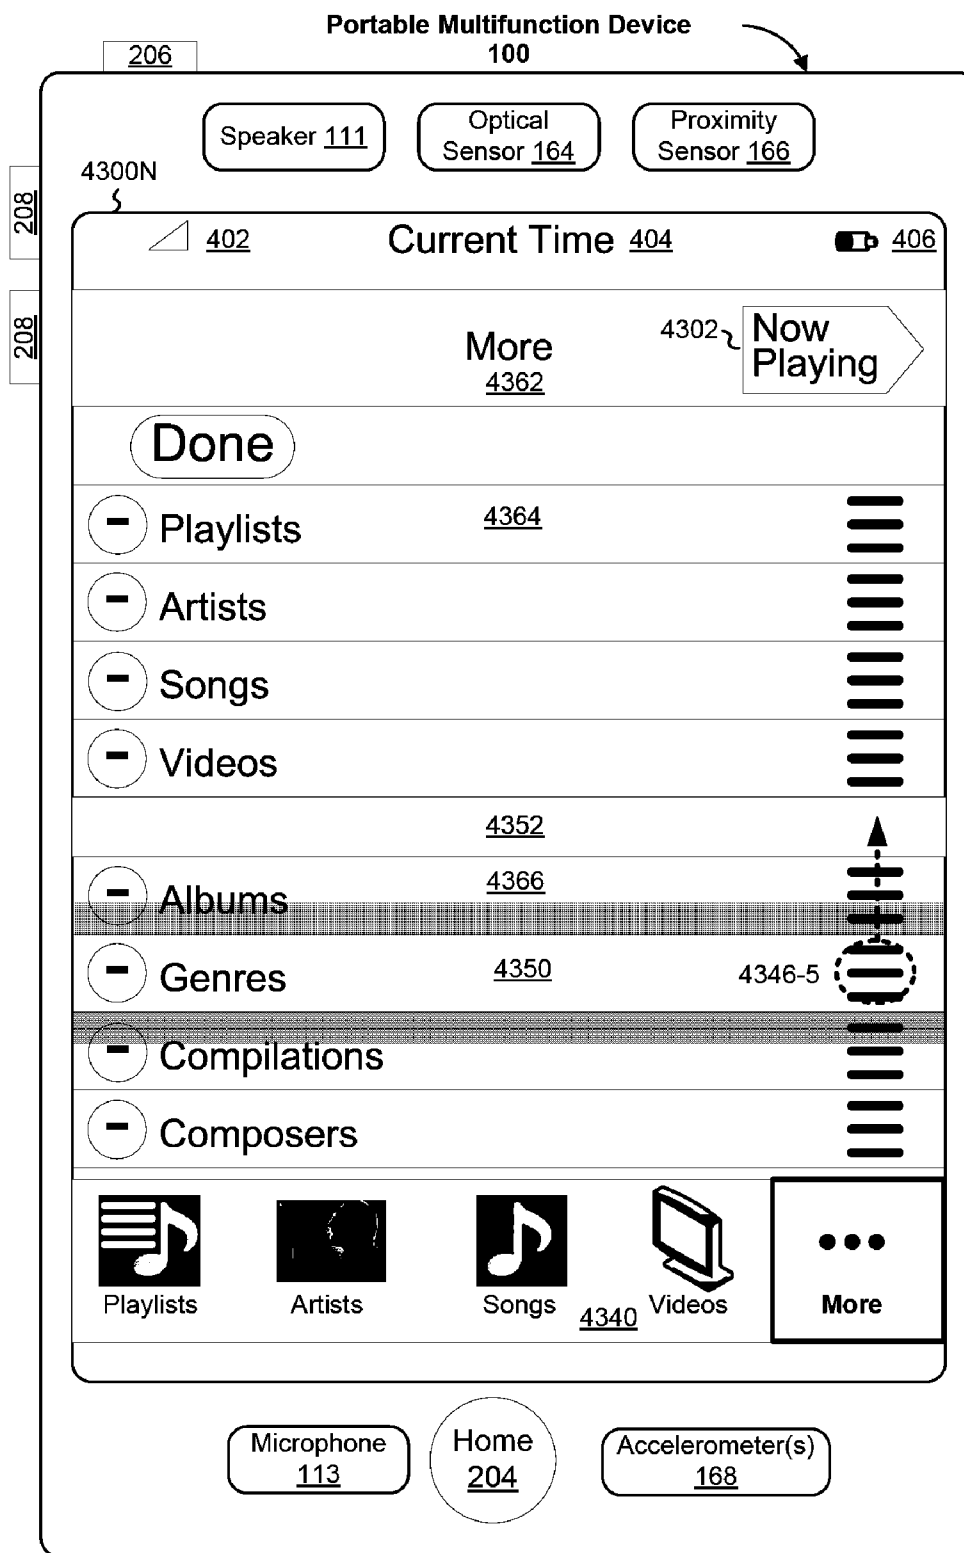 Portable Multifunction Device
100
206
Speaker 111
Optical
Sensor 164
Proximity
Sensor 166
4300N
208
208
402
Current Time 404
406
More
4362
4302
Now
Playing
Done
- Playlists
4364
- Artists
- Songs
- Videos
4352
- Albums
4366
- Genres
4350
4346-5
- Compilations
- Composers
Playlists
Artists
Songs
4340
Videos
More
Microphone
113
Home
204
Accelerometer(s)
168